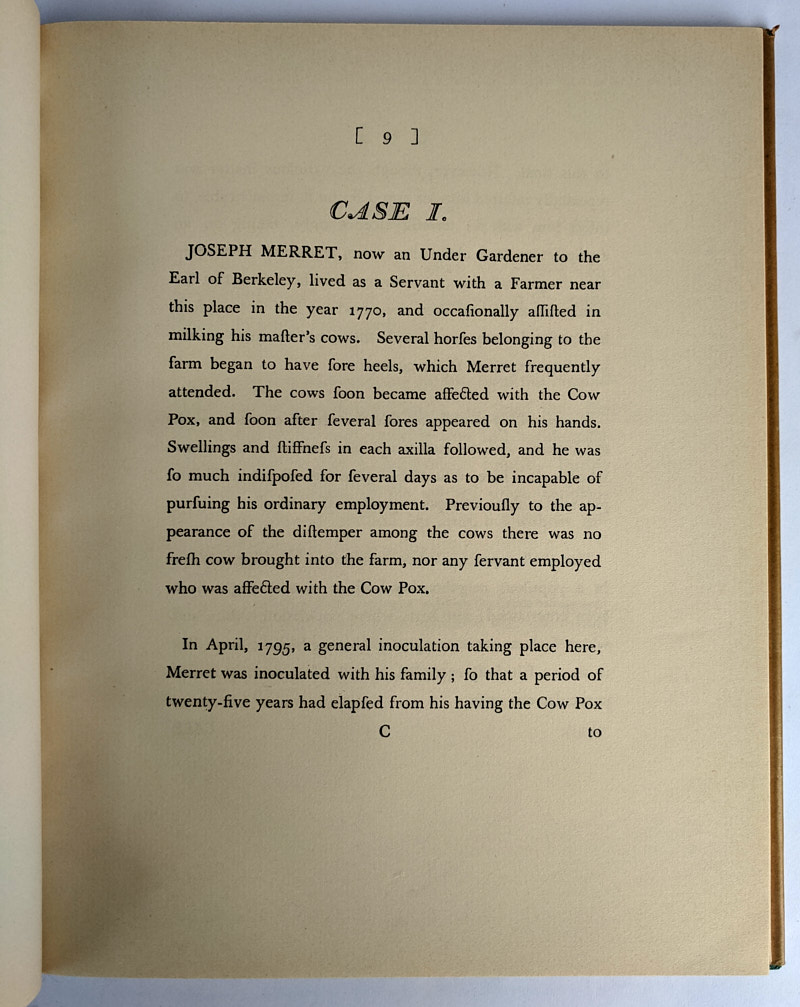 [ 9 ]
CASE I.
JOSEPH MERRET, now an Under Gardener to the
Earl of Berkeley, lived as a Servant with a Farmer near
this place in the year 1770, and occaſionally aſſiſted in
milking his maſter's cows. Several horſes belonging to the
farm began to have ſore heels, which Merret frequently
attended. The cows ſoon became affected with the Cow
Pox, and ſoon after ſeveral ſores appeared on his hands.
Swellings and ſtiffneſs in each axilla followed, and he was
ſo much indiſpoſed for ſeveral days as to be incapable of
purſuing his ordinary employment. Previouſly to the ap-
pearance of the diſtemper among the cows there was no
freſh cow brought into the farm, nor any ſervant employed
who was affected with the Cow Pox.
In April, 1795, a general inoculation taking place here,
Merret was inoculated with his family ; ſo that a period of
twenty-five years had elapſed from his having the Cow Pox
C to